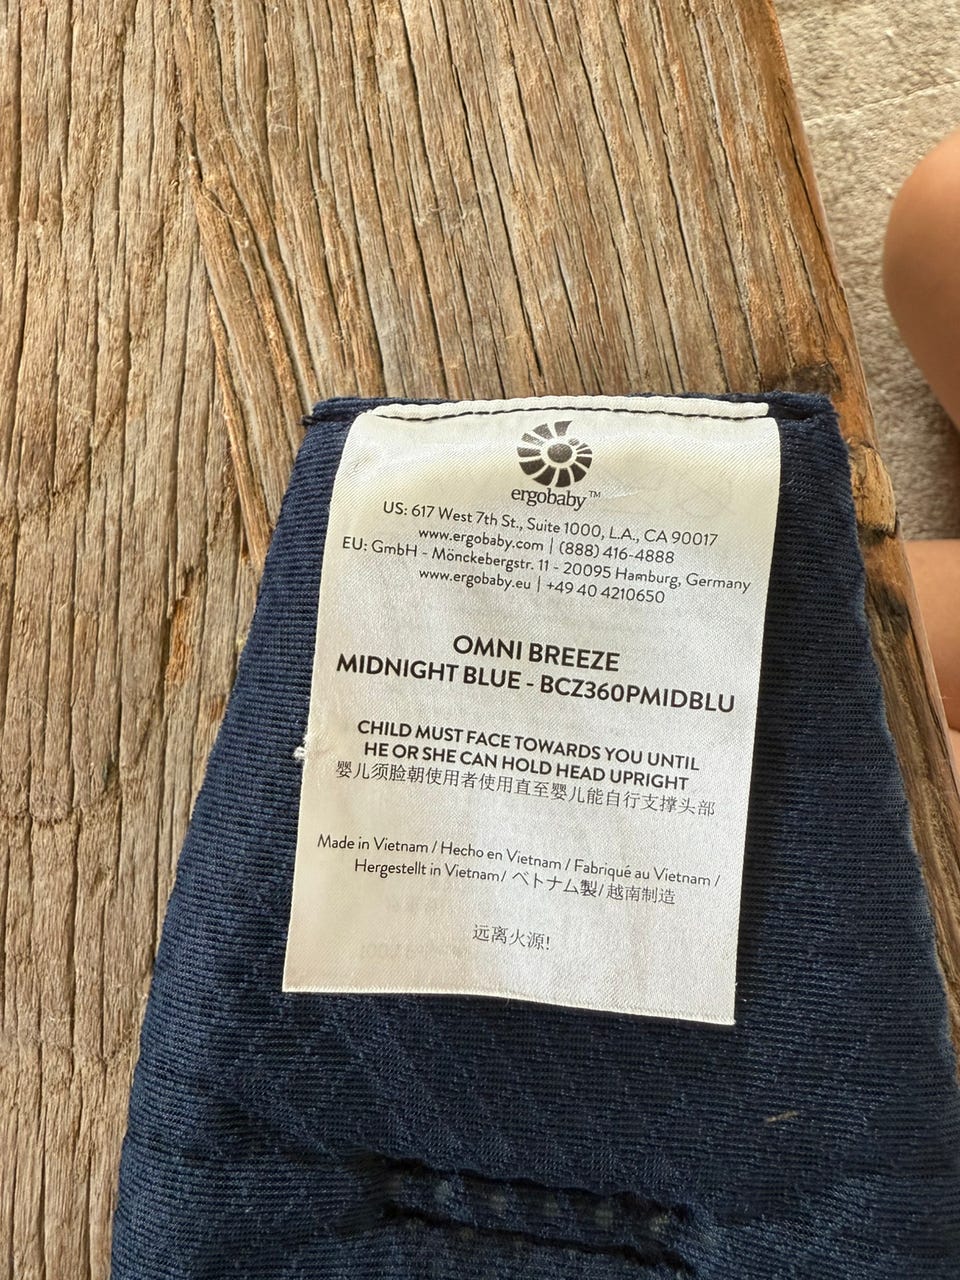 ergobaby™
US: 617 West 7th St., Suite 1000, L.A., CA 90017
www.ergobaby.com | (888) 416-4888
EU: GmbH - Mönckebergstr. 11 - 20095 Hamburg, Germany
www.ergobaby.eu | +49 40 4210650
OMNI BREEZE
MIDNIGHT BLUE - BCZ360PMIDBLU
CHILD MUST FACE TOWARDS YOU UNTIL
HE OR SHE CAN HOLD HEAD UPRIGHT
婴儿须脸朝使用者使用直至婴儿能自行支撑头部
Made in Vietnam / Hecho en Vietnam / Fabriqué au Vietnam /
Hergestellt in Vietnam/ ベトナム製/ 越南制造
远离火源!